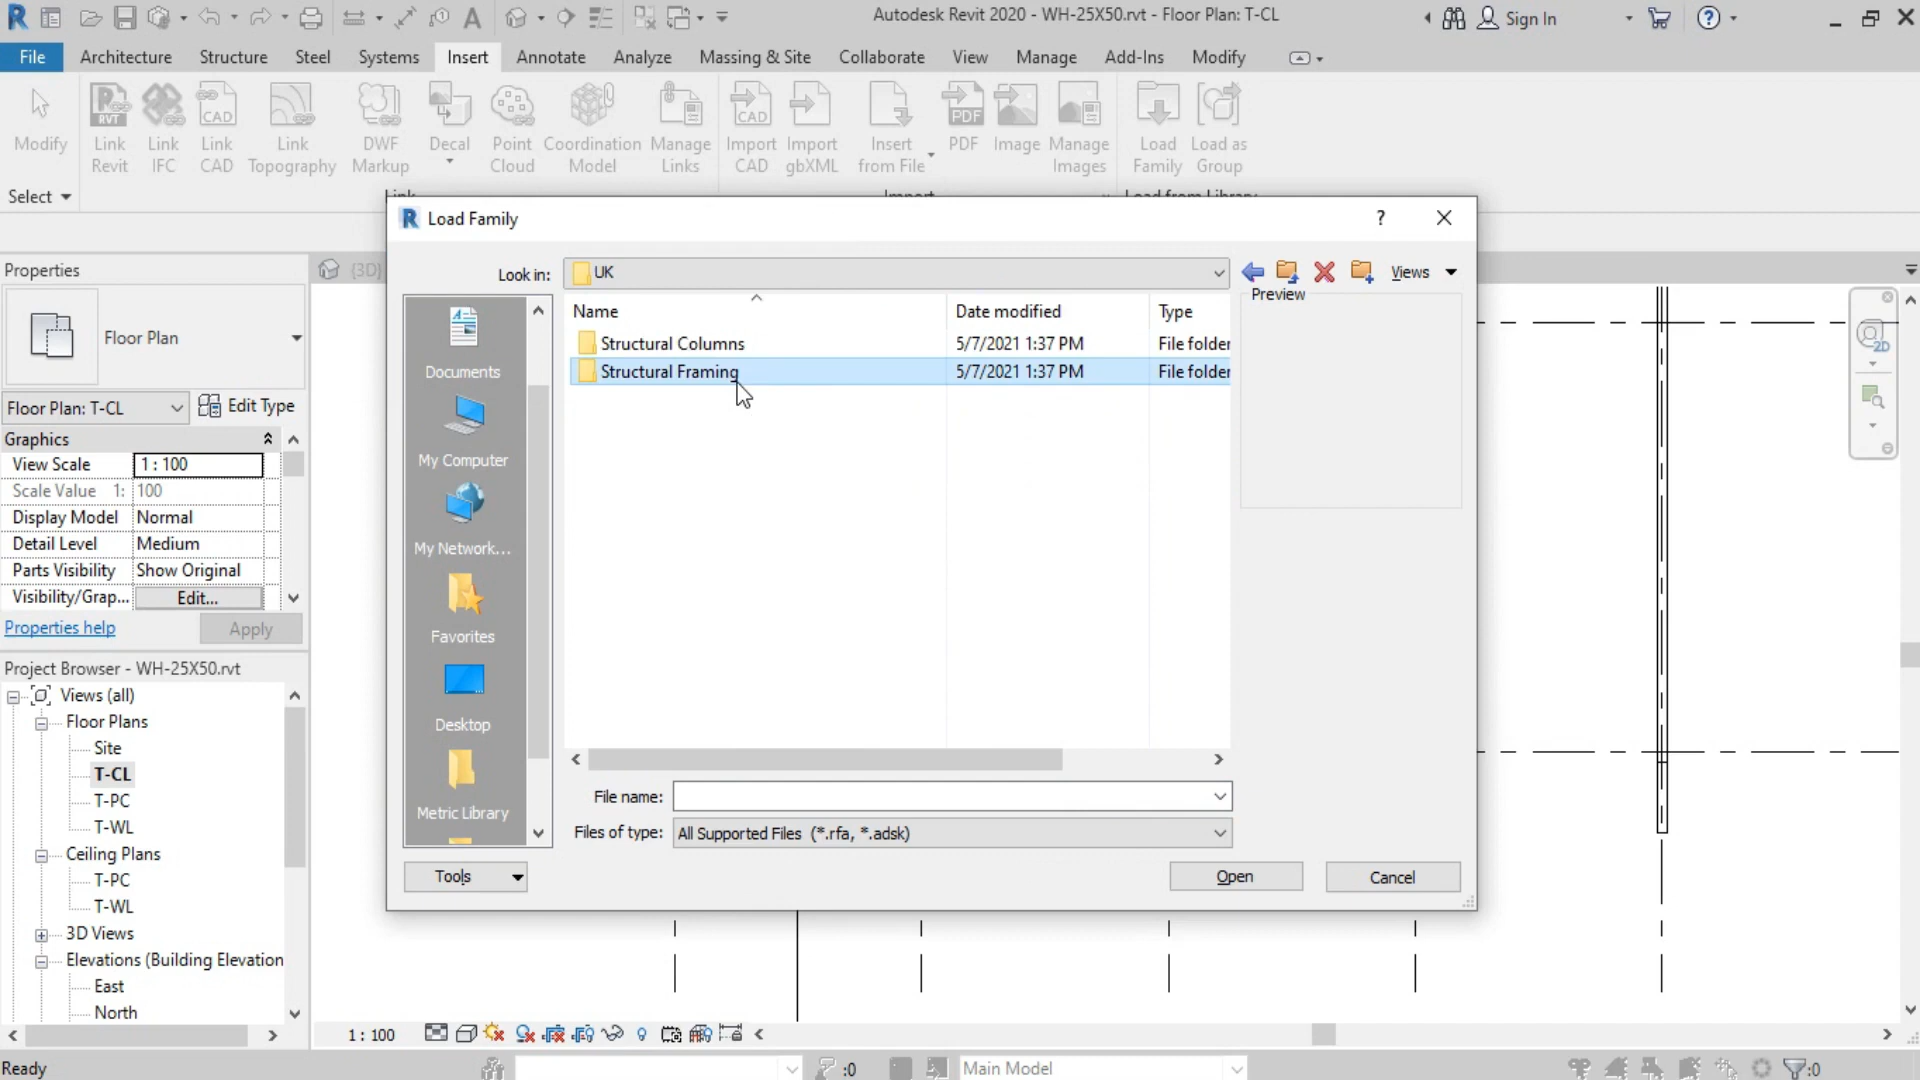 Autodesk Revit 2020 - WH-25X50.rvt - Floor Plan: T-CL
Sign In
File Architecture Structure Steel Systems Insert Annotate Analyze Massing & Site Collaborate View Manage Add-Ins Modify
Modify
Link Revit
Link IFC
Link CAD
Link Topography
DWF Markup
Decal
Point Cloud
Coordination Model
Manage Links
Import CAD
Import gbXML
Insert from File
PDF
Image
Manage Images
Load Family
Load as Group
Select
Link
Import
Load from Library
Load Family
Properties
(3D)
Floor Plan
Floor Plan: T-CL
Edit Type
Graphics
View Scale 1 : 100
Scale Value 1: 100
Display Model Normal
Detail Level Medium
Parts Visibility Show Original
Visibility/Grap... Edit...
Properties help
Apply
Look in: UK
Views
Preview
Name Date modified Type
Structural Columns 5/7/2021 1:37 PM File folder
Structural Framing 5/7/2021 1:37 PM File folder
Documents
My Computer
My Network...
Favorites
Desktop
Metric Library
File name:
Files of type: All Supported Files (*.rfa, *.adsk)
Tools
Open
Cancel
Project Browser - WH-25X50.rvt
Views (all)
Floor Plans
Site
T-CL
T-PC
T-WL
Ceiling Plans
T-PC
T-WL
3D Views
Elevations (Building Elevation
East
North
1 : 100
Ready
:0
Main Model
:0